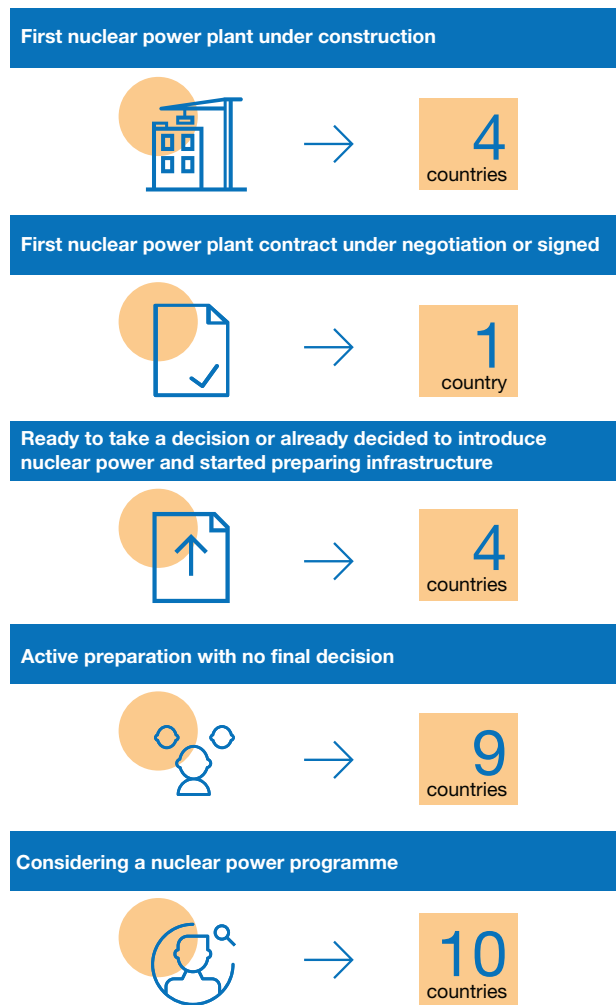 First nuclear power plant under construction
4
countries
First nuclear power plant contract under negotiation or signed
1
country
Ready to take a decision or already decided to introduce
nuclear power and started preparing infrastructure
4
countries
Active preparation with no final decision
9
countries
Considering a nuclear power programme
10
countries